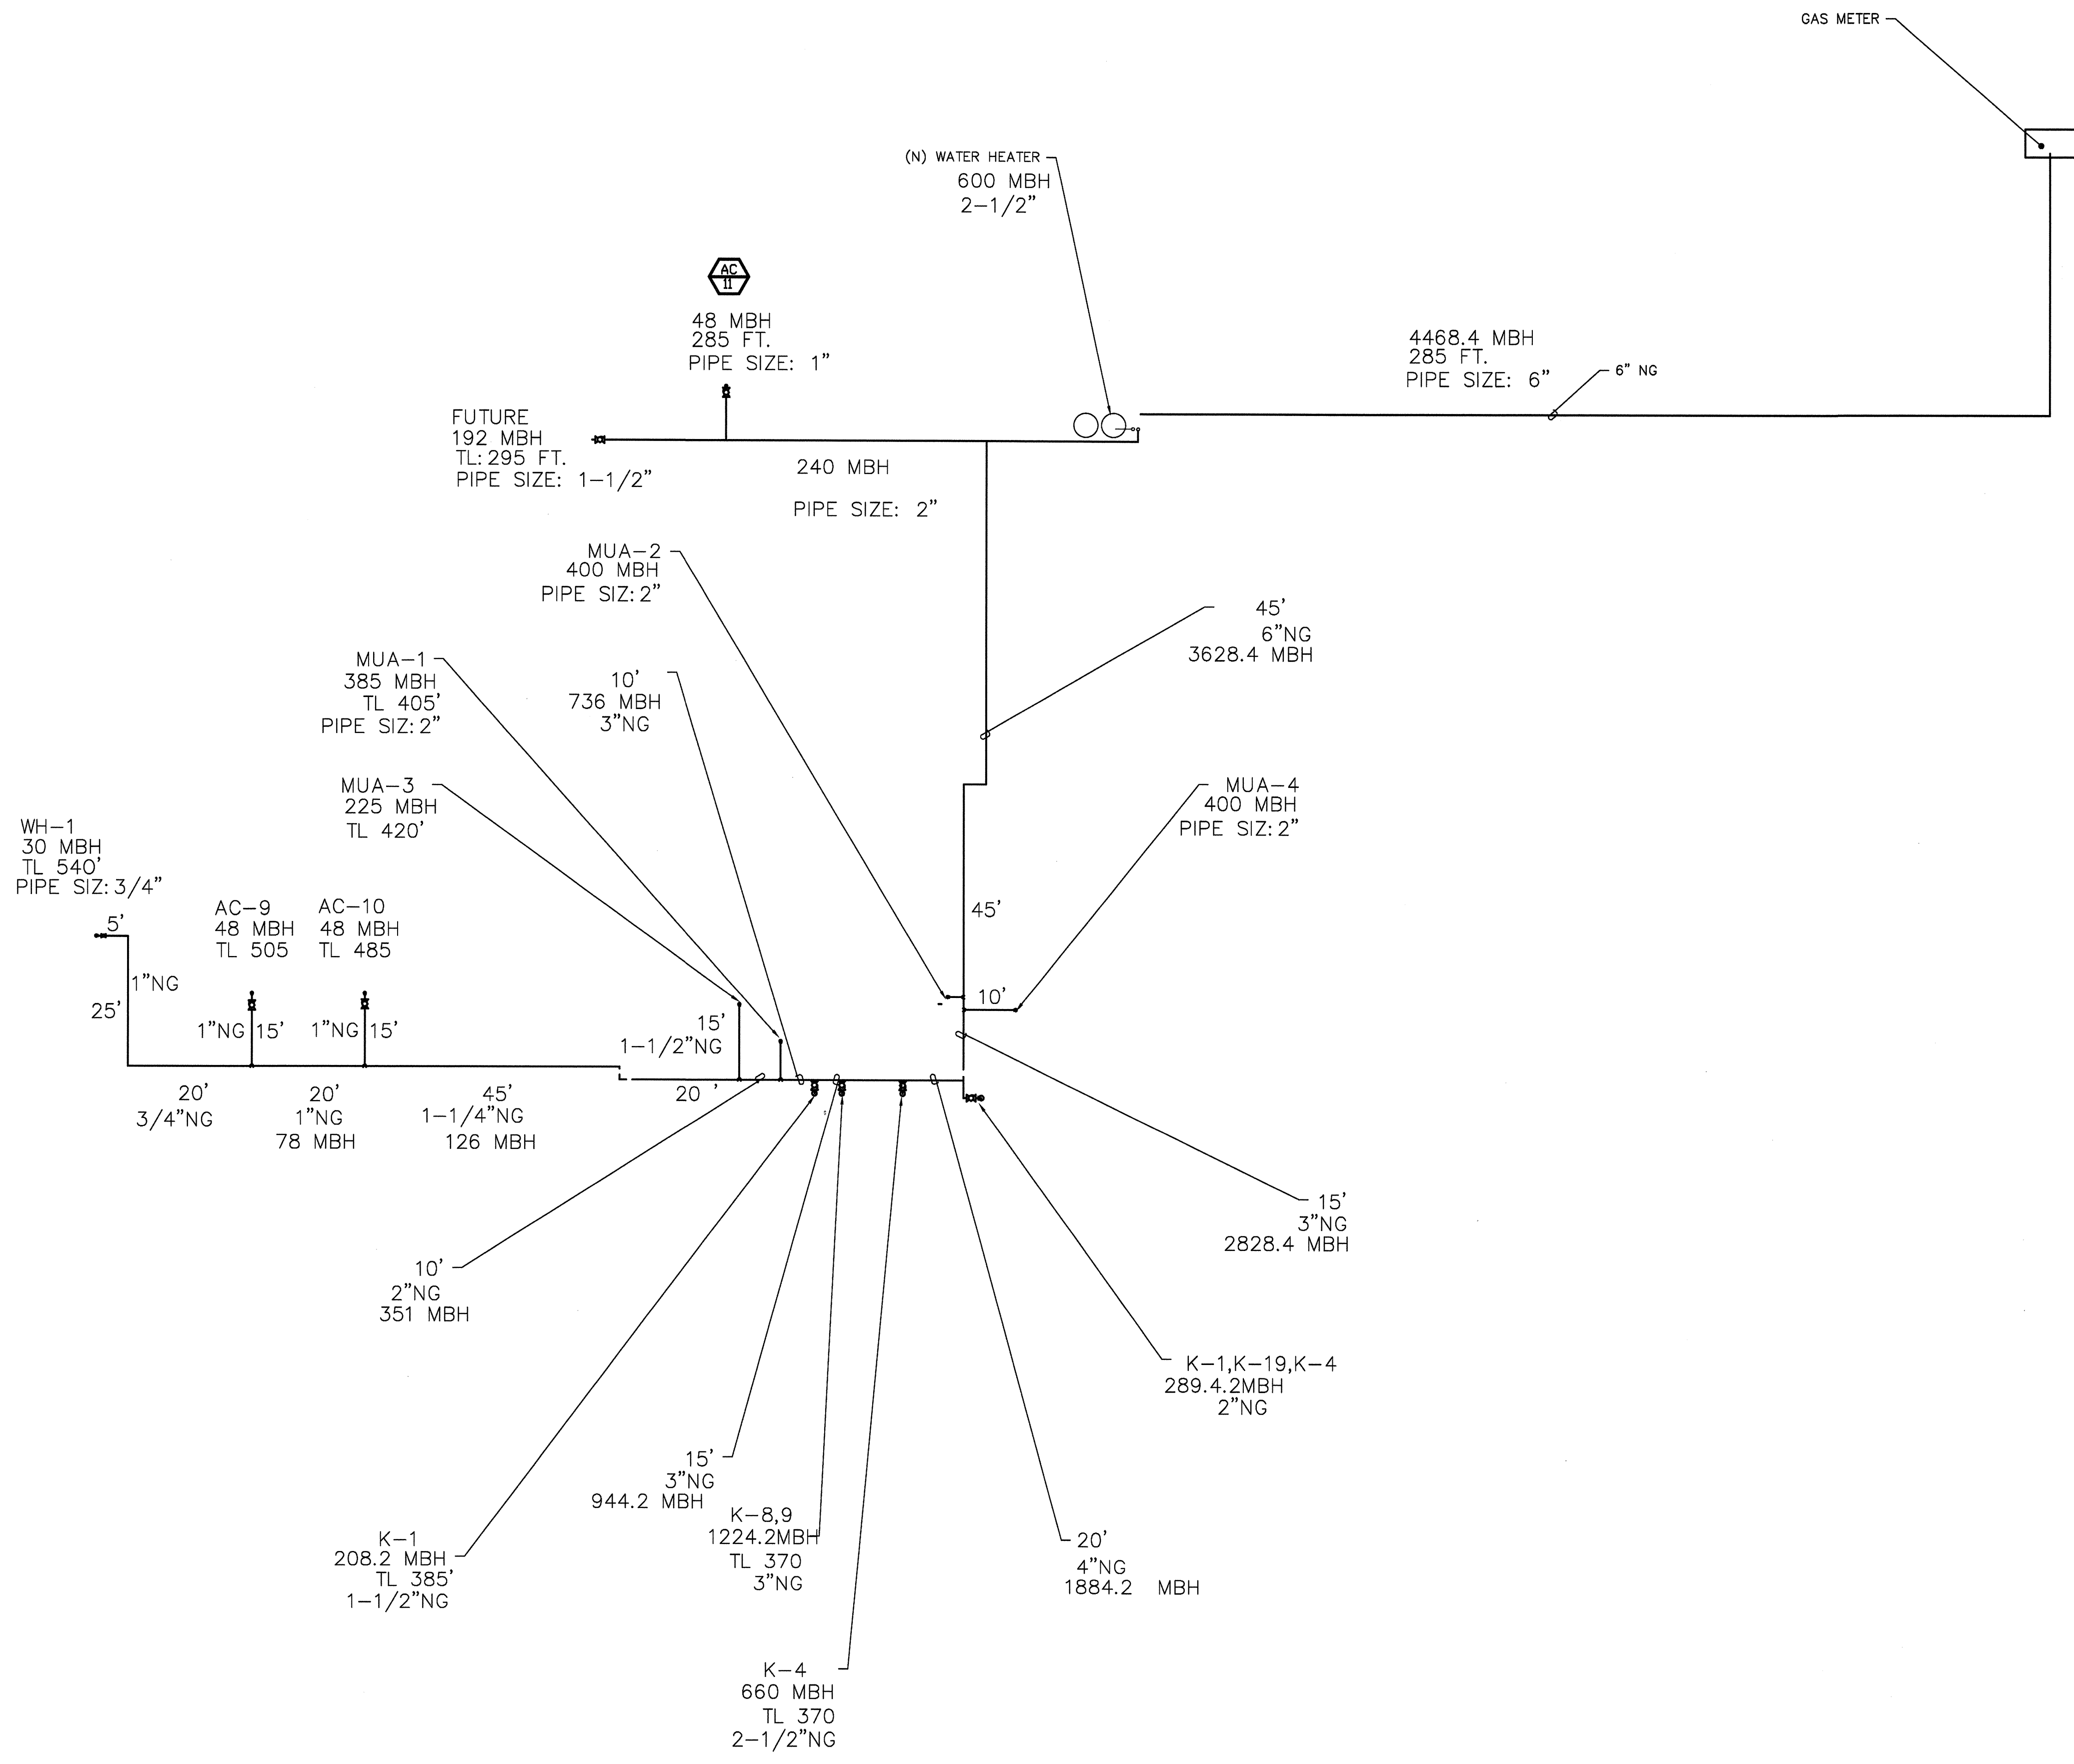 GAS METER
(N) WATER HEATER
600 MBH
2-1/2"
AC
11
48 MBH
285 FT.
PIPE SIZE: 1"
4468.4 MBH
285 FT.
PIPE SIZE: 6"
6" NG
FUTURE
192 MBH
TL: 295 FT.
PIPE SIZE: 1-1/2"
240 MBH
PIPE SIZE: 2"
MUA-2
400 MBH
PIPE SIZ: 2"
45'
6"NG
3628.4 MBH
MUA-1
385 MBH
TL 405'
PIPE SIZ: 2"
10'
736 MBH
3"NG
MUA-3
225 MBH
TL 420'
MUA-4
400 MBH
PIPE SIZ: 2"
WH-1
30 MBH
TL 540'
PIPE SIZ: 3/4"
5'
AC-9
48 MBH
TL 505
AC-10
48 MBH
TL 485
45'
1"NG
25'
1"NG
15'
1"NG
15'
15'
1-1/2"NG
10'
20'
3/4"NG
20'
1"NG
78 MBH
45'
1-1/4"NG
126 MBH
20 '
15'
3"NG
2828.4 MBH
10'
2"NG
351 MBH
K-1,K-19,K-4
289.4.2MBH
2"NG
15'
3"NG
944.2 MBH
K-8,9
1224.2MBH
TL 370
3"NG
K-1
208.2 MBH
TL 385'
1-1/2"NG
20'
4"NG
1884.2 MBH
K-4
660 MBH
TL 370
2-1/2"NG